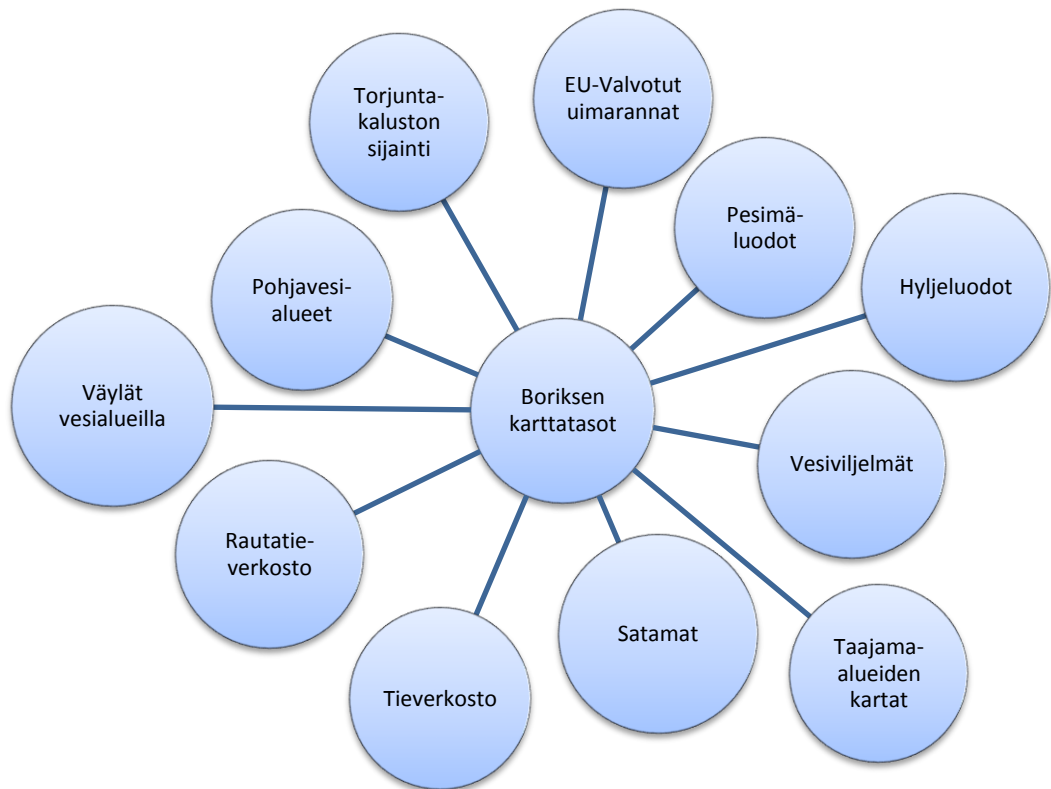 EU-Valvotut
uimarannat
Torjunta-
kaluston
sijainti
Pesimä-
luodot
Hyljeluodot
Pohjavesi-
alueet
Väylät
vesialueilla
Boriksen
karttatasot
Vesiviljelmät
Rautatie-
verkosto
Satamat
Taajama-
alueiden
kartat
Tieverkosto